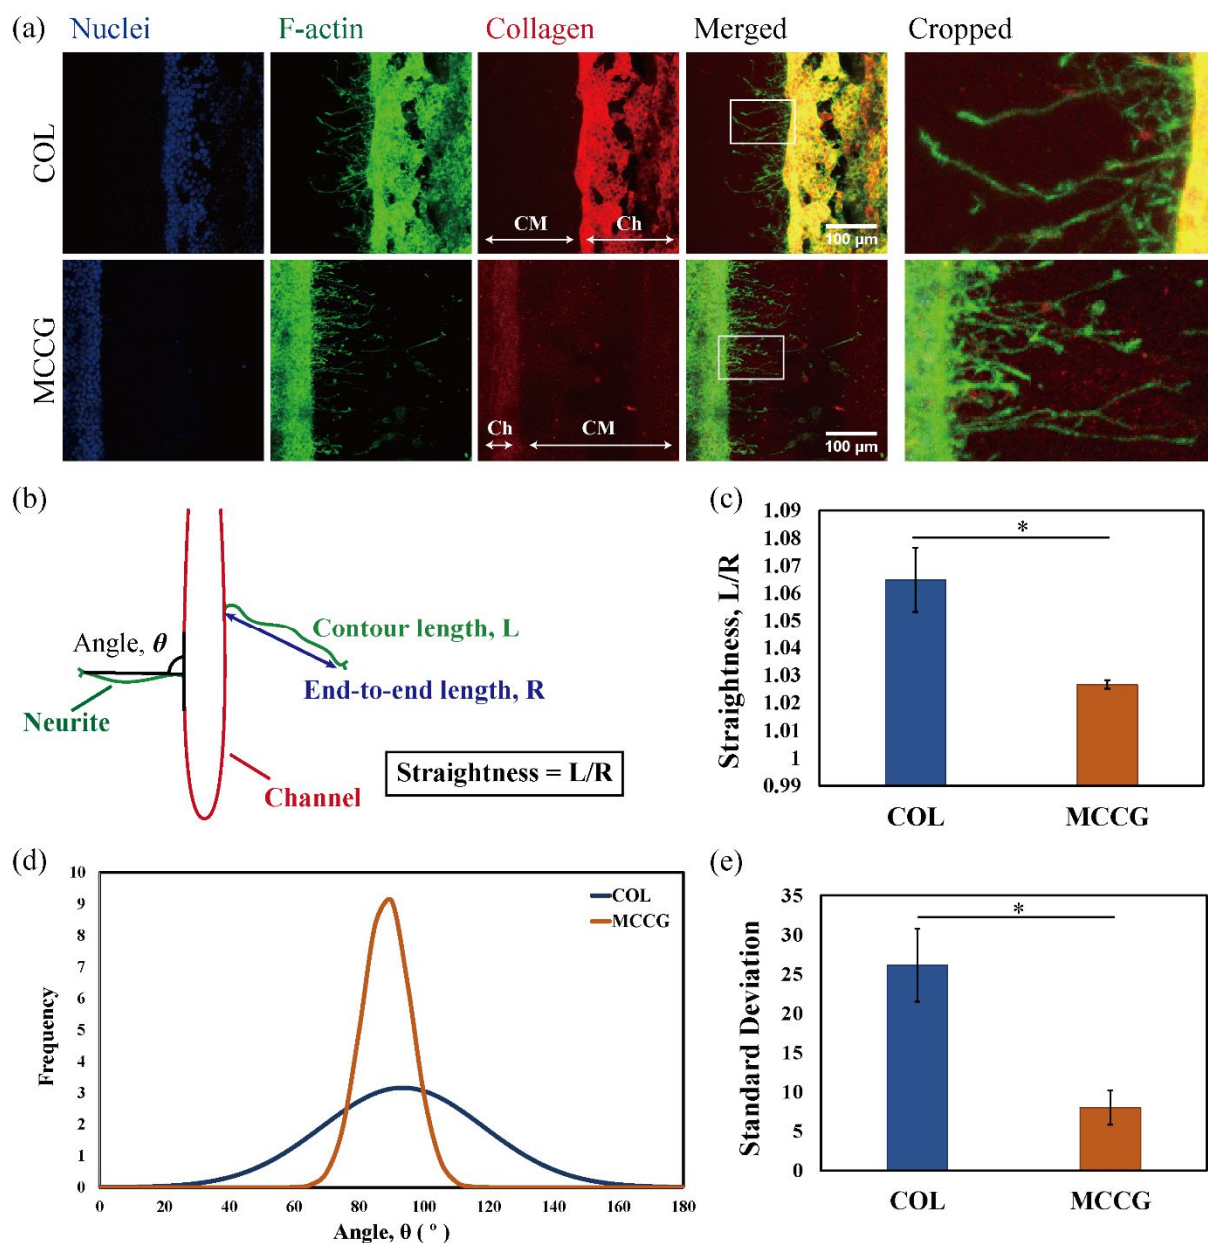 (a) Nuclei F-actin Collagen Merged Cropped
COL
CM Ch
100 µm
MCCG
Ch CM
100 µm
(b)
Angle, θ
Contour length, L
End-to-end length, R
Neurite
Straightness = L/R
Channel
(c)
Straightness, L/R
1.09
1.08
1.07
1.06
1.05
1.04
1.03
1.02
1.01
1
0.99
*
COL MCCG
(d)
Frequency
10
9
8
7
6
5
4
3
2
1
0
COL
MCCG
0 20 40 60 80 100 120 140 160 180
Angle, θ ( ° )
(e)
Standard Deviation
35
30
25
20
15
10
5
0
*
COL MCCG